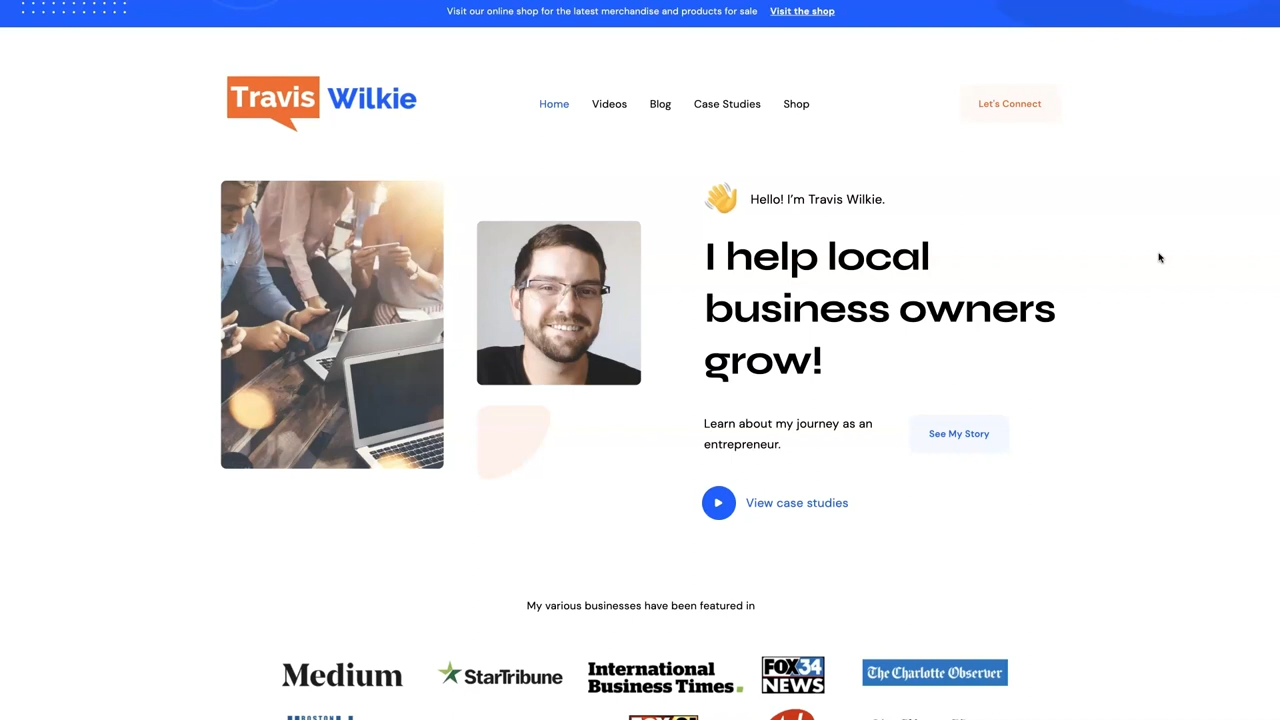 Visit our online shop for the latest merchandise and products for sale Visit the shop
Travis Wilkie
Home Videos Blog Case Studies Shop
Let's Connect
Hello! I'm Travis Wilkie.
I help local
business owners
grow!
Learn about my journey as an
entrepreneur.
See My Story
View case studies
My various businesses have been featured in
Medium
StarTribune
International
Business Times.
FOX 34
NEWS
The Charlotte Observer
BOSTON